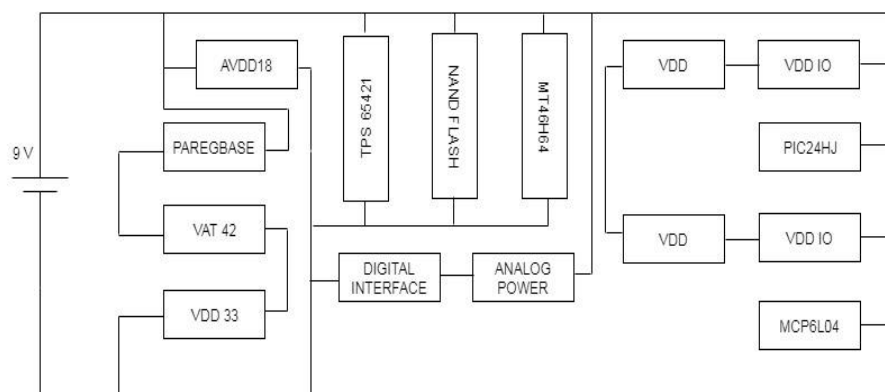 AVDD18
TPS 65421
NAND FLASH
MT46H64
VDD
VDD IO
9 V
PAREGBASE
PIC24HJ
VAT 42
VDD
VDD IO
DIGITAL
INTERFACE
ANALOG
POWER
VDD 33
MCP6L04